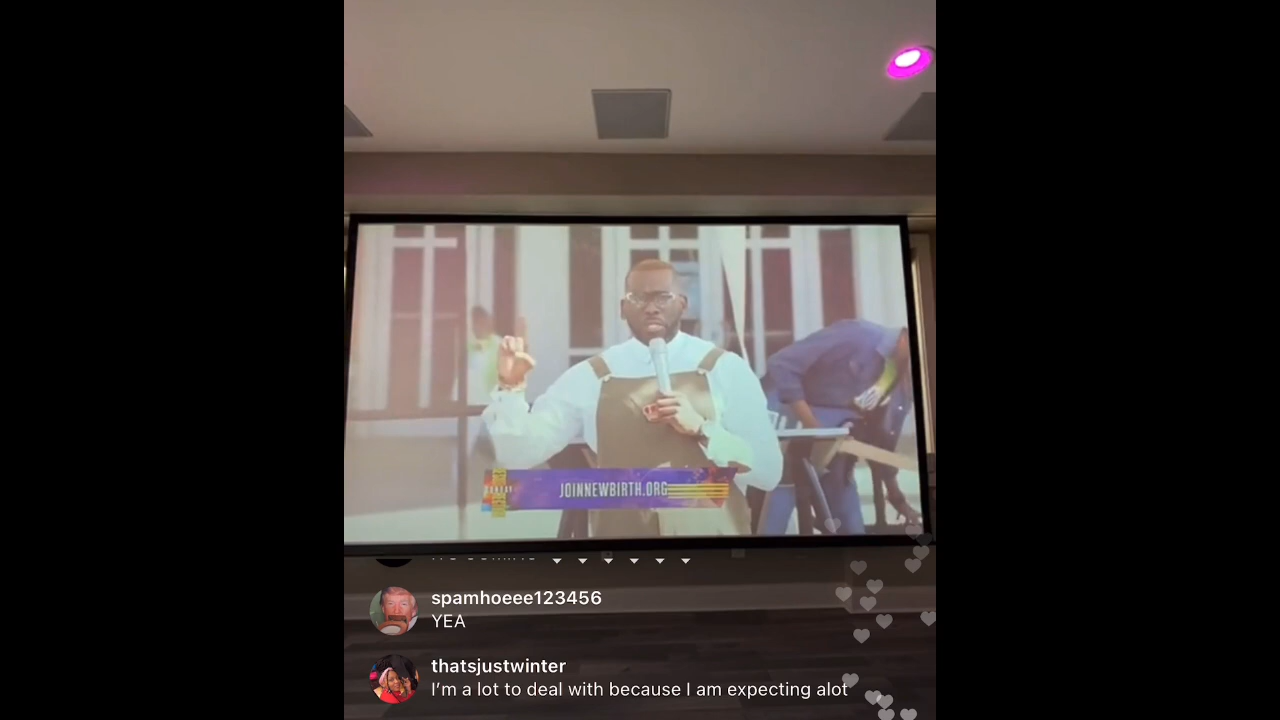 JOINNEWBIRTH.ORG
spamhoeee123456
YEA
thatsjustwinter
I'm a lot to deal with because I am expecting alot